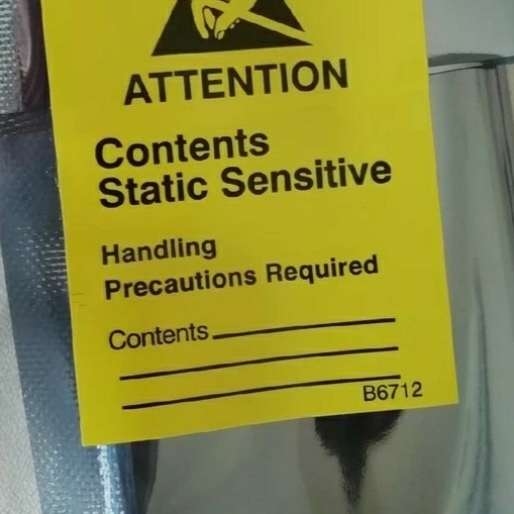 ATTENTION
Contents
Static Sensitive
Handling
Precautions Required
Contents
B6712